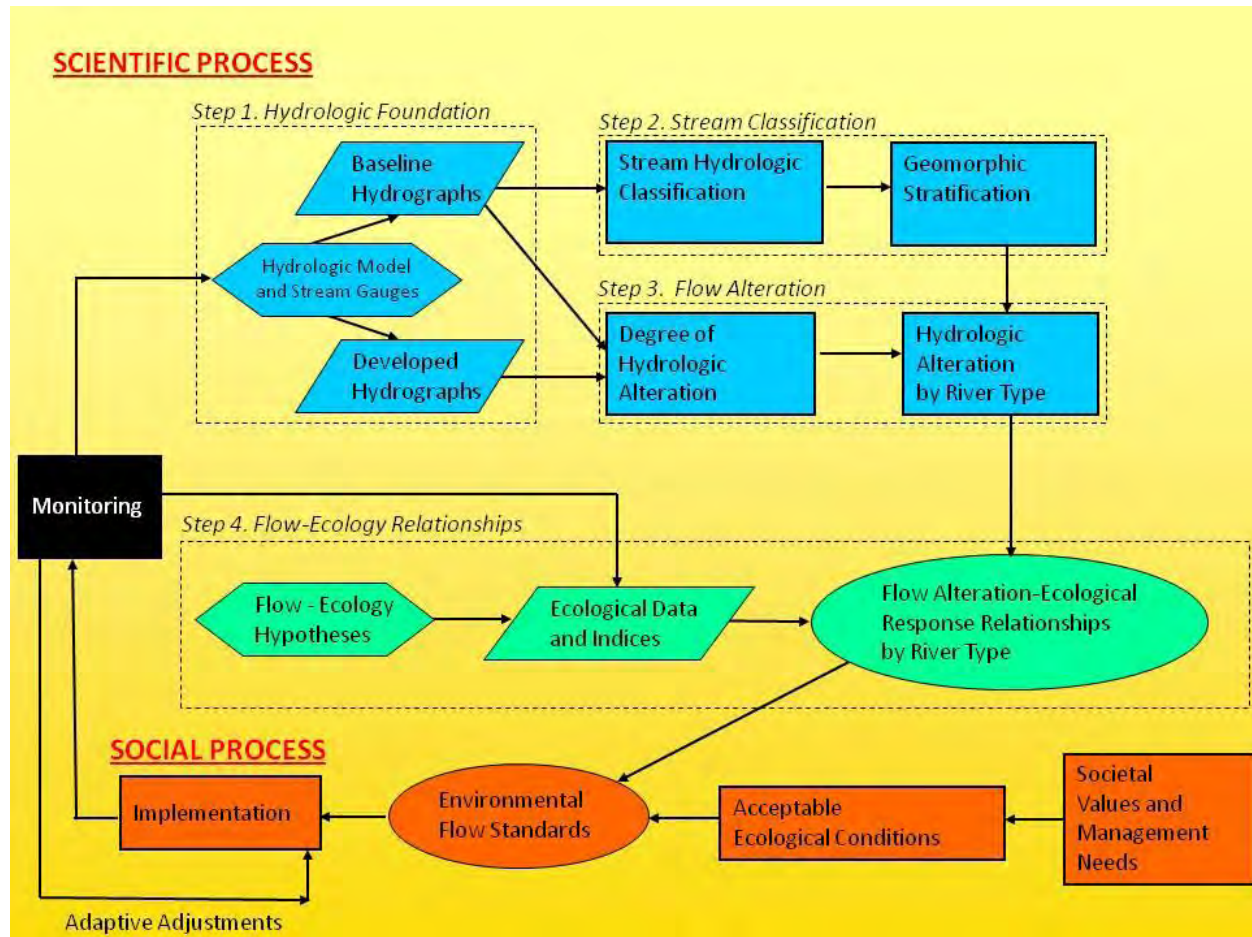 SCIENTIFIC PROCESS
Step 1. Hydrologic Foundation
Baseline
Hydrographs
Hydrologic Model
and Stream Gauges
Developed
Hydrographs
Step 2. Stream Classification
Stream Hydrologic
Classification
Geomorphic
Stratification
Step 3. Flow Alteration
Degree of
Hydrologic
Alteration
Hydrologic
Alteration
by River Type
Monitoring
Step 4. Flow-Ecology Relationships
Flow - Ecology
Hypotheses
Ecological Data
and Indices
Flow Alteration-Ecological
Response Relationships
by River Type
SOCIAL PROCESS
Implementation
Environmental
Flow Standards
Acceptable
Ecological Conditions
Societal
Values and
Management
Needs
Adaptive Adjustments